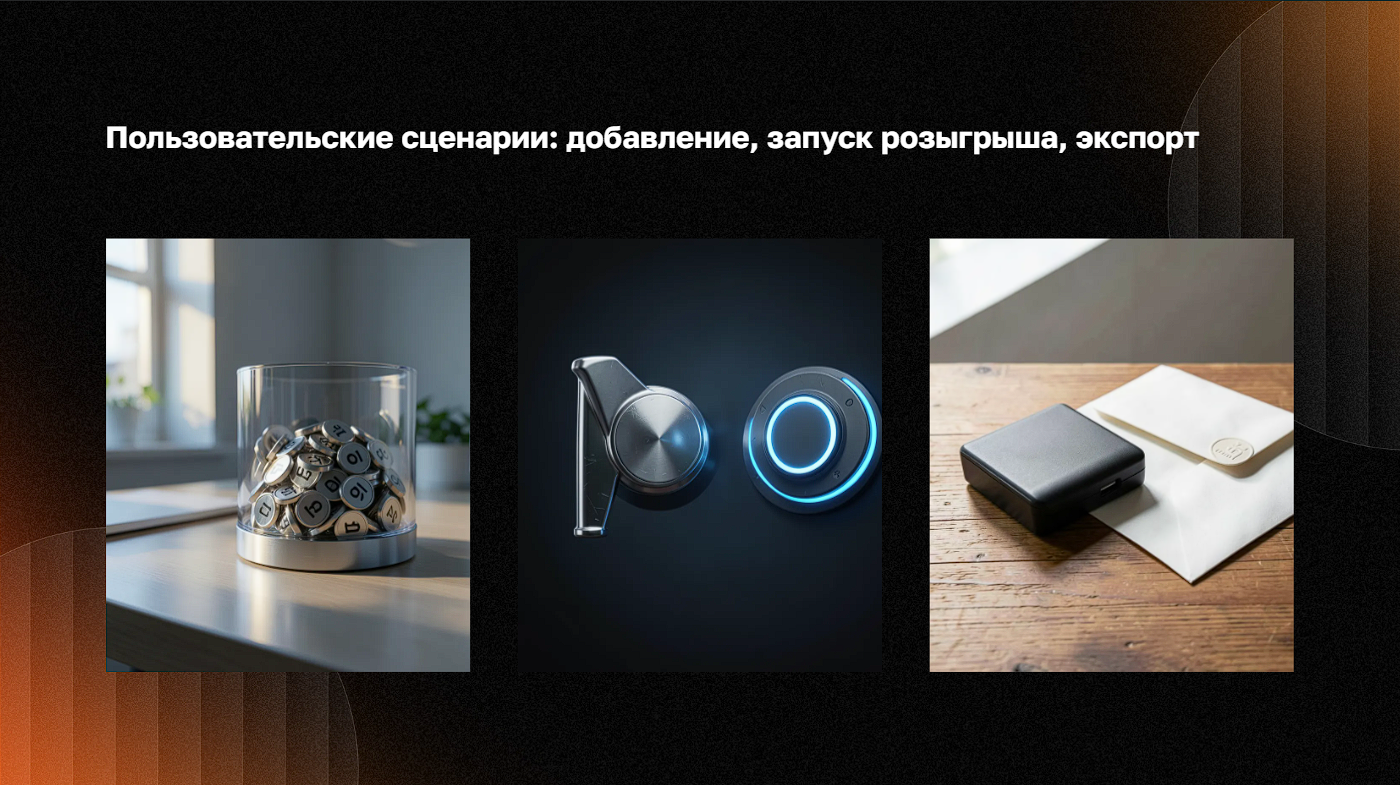 Пользовательские сценарии: добавление, запуск розыгрыша, экспорт